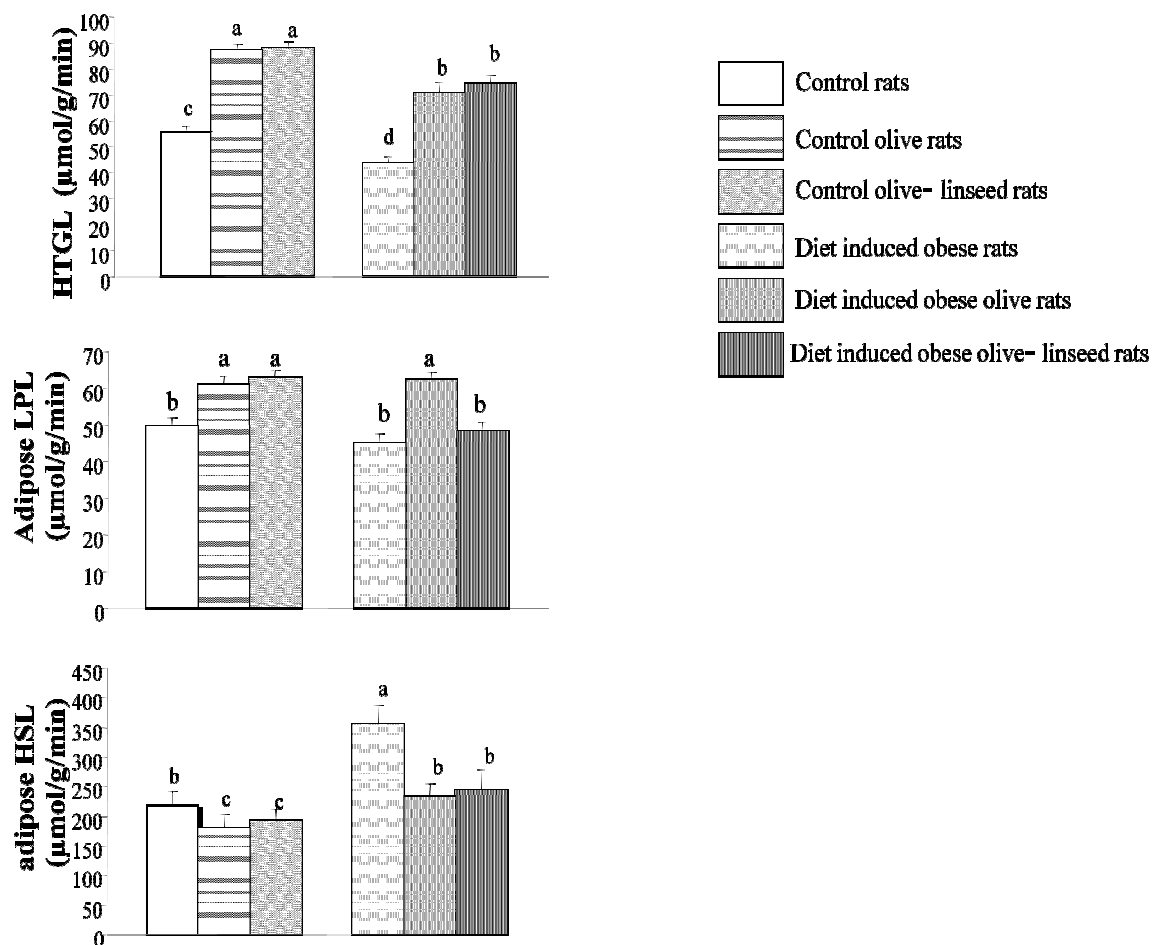 HTGL (µmol/g/min)
100
90
80
70
60
50
40
30
20
10
0
c
a
a
d
b
b
Control rats
Control olive rats
Control olive- linseed rats
Diet induced obese rats
Diet induced obese olive rats
Diet induced obese olive- linseed rats
Adipose LPL
(µmol/g/min)
70
60
50
40
30
20
10
0
b
a
a
b
a
b
adipose HSL
(µmol/g/min)
450
400
350
300
250
200
150
100
50
0
b
c
c
a
b
b